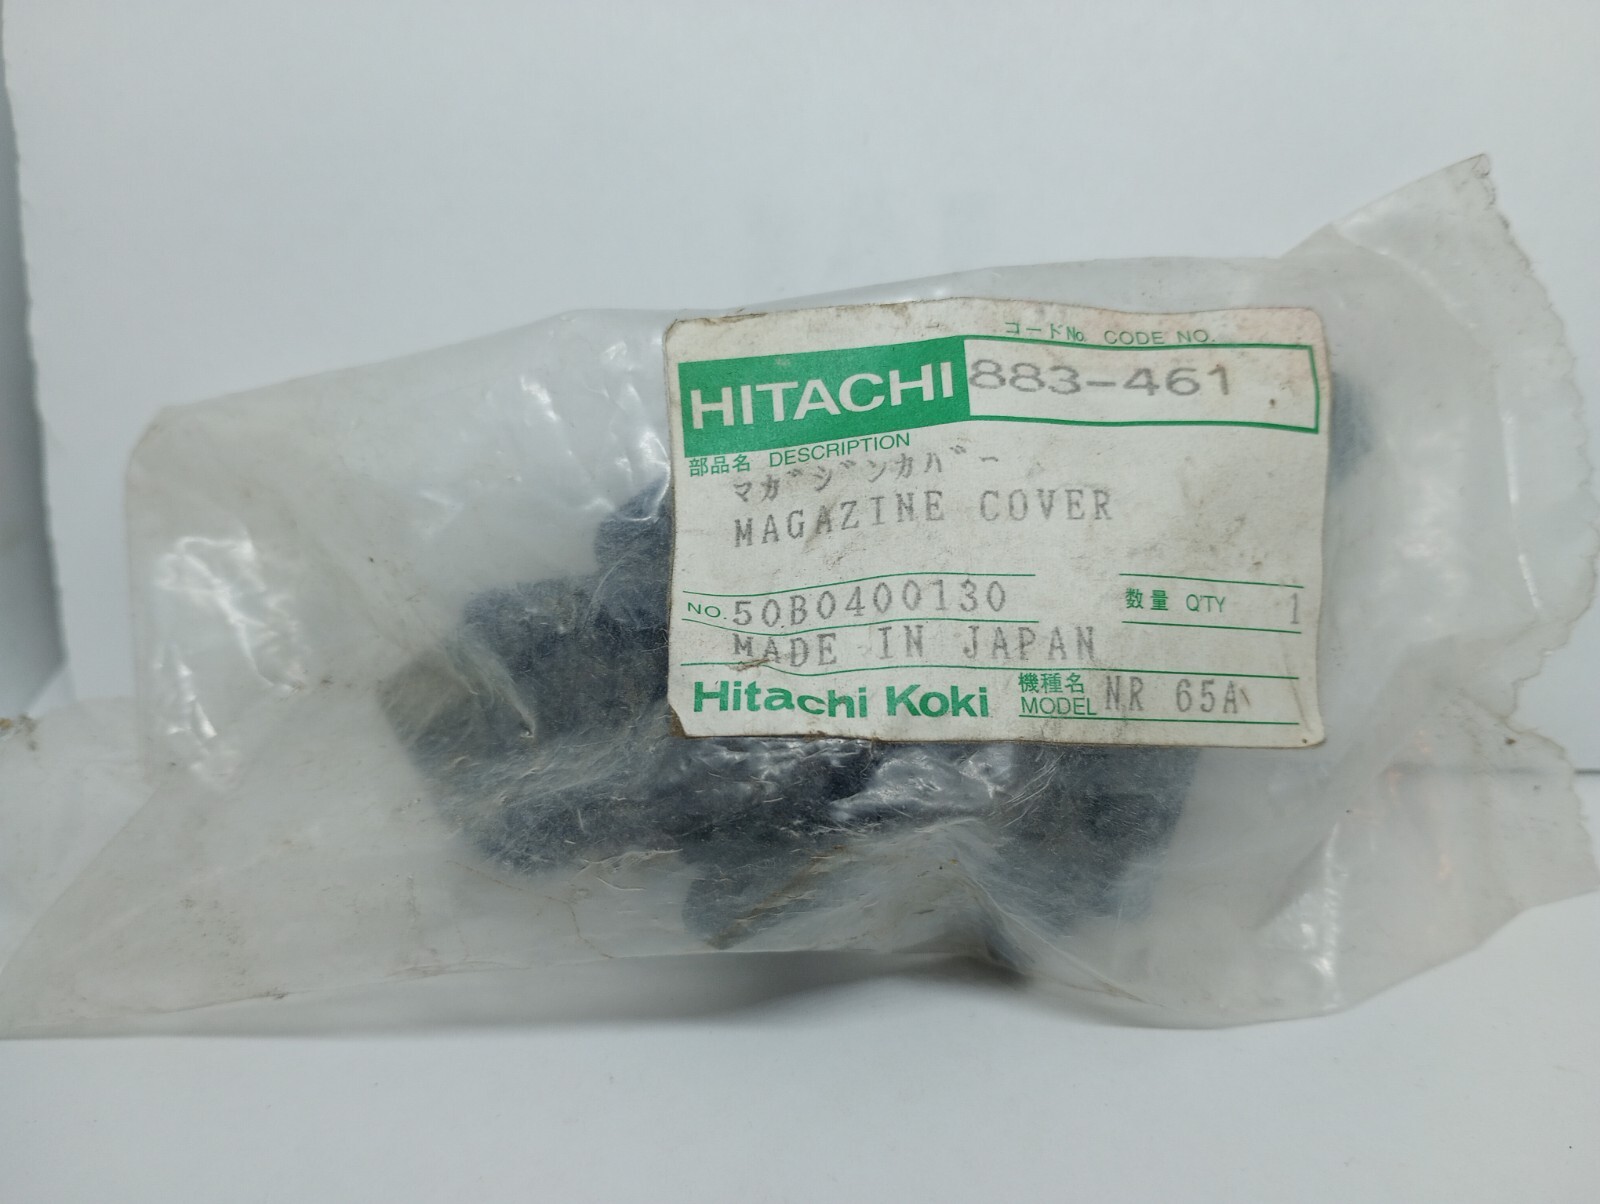 コードNo. CODE NO.
HITACHI 883-461
部品名 DESCRIPTION
マガジンカバー
MAGAZINE COVER
NO. 50B0400130 数量 Q'TY 1
MADE IN JAPAN
Hitachi Koki 機種名 MODEL NR 65A